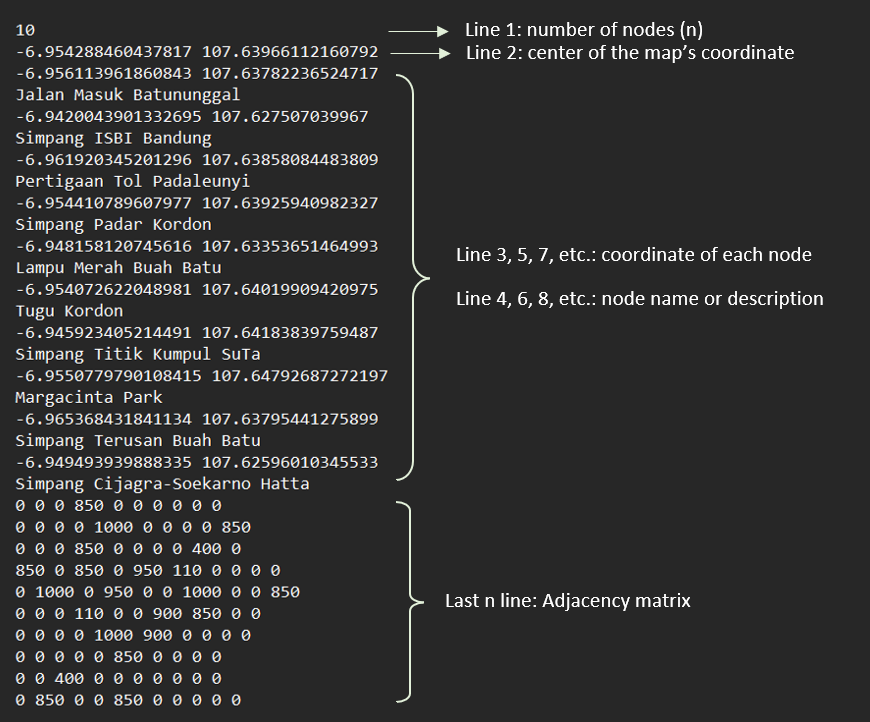 10
-6.954288460437817 107.63966112160792
-6.956113961860843 107.63782236524717
Jalan Masuk Batununggal
-6.9420043901332695 107.627507039967
Simpang ISBI Bandung
-6.961920345201296 107.63858084483809
Pertigaan Tol Padaleunyi
-6.954410789607977 107.63925940982327
Simpang Padar Kordon
-6.948158120745616 107.63353651464993
Lampu Merah Buah Batu
-6.954072622048981 107.64019909420975
Tugu Kordon
-6.945923405214491 107.64183839759487
Simpang Titik Kumpul SuTa
-6.9550779790108415 107.64792687272197
Margacinta Park
-6.965368431841134 107.63795441275899
Simpang Terusan Buah Batu
-6.949493939888335 107.62596010345533
Simpang Cijagra-Soekarno Hatta
0 0 0 850 0 0 0 0 0 0
0 0 0 0 1000 0 0 0 0 850
0 0 0 850 0 0 0 0 400 0
850 0 850 0 950 110 0 0 0 0
0 1000 0 950 0 0 1000 0 0 850
0 0 0 110 0 0 900 850 0 0
0 0 0 0 1000 900 0 0 0 0
0 0 0 0 0 850 0 0 0 0
0 0 400 0 0 0 0 0 0 0
0 850 0 0 850 0 0 0 0 0
Line 1: number of nodes (n)
Line 2: center of the map’s coordinate
Line 3, 5, 7, etc.: coordinate of each node
Line 4, 6, 8, etc.: node name or description
Last n line: Adjacency matrix